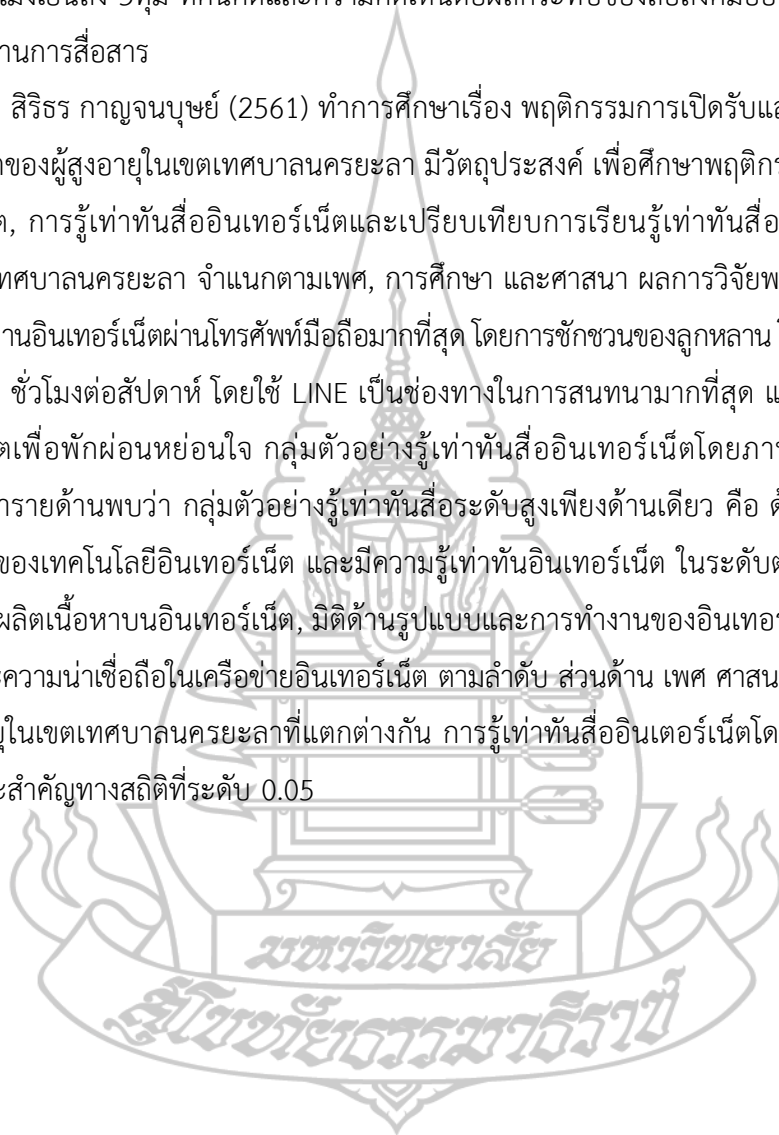 านการสื่อสาร
สิริธร กาญจนบุษย์ (2561) ทำการศึกษาเรื่อง พฤติกรรมการเปิดรับแล
ของผู้สูงอายุในเขตเทศบาลนครยะลา มีวัตถุประสงค์ เพื่อศึกษาพฤติกร
ต, การรู้เท่าทันสื่ออินเทอร์เน็ตและเปรียบเทียบการเรียนรู้เท่าทันสื่อ
ทศบาลนครยะลา จำแนกตามเพศ, การศึกษา และศาสนา ผลการวิจัยพ
านอินเทอร์เน็ตผ่านโทรศัพท์มือถือมากที่สุด โดยการชักชวนของลูกหลาน
ชั่วโมงต่อสัปดาห์ โดยใช้ LINE เป็นช่องทางในการสนทนามากที่สุด แ
ตเพื่อพักผ่อนหย่อนใจ กลุ่มตัวอย่างรู้เท่าทันสื่ออินเทอร์เน็ตโดยภา
ารายด้านพบว่า กลุ่มตัวอย่างรู้เท่าทันสื่อระดับสูงเพียงด้านเดียว คือ ด้
ของเทคโนโลยีอินเทอร์เน็ต และมีความรู้เท่าทันอินเทอร์เน็ต ในระดับต
ผลิตเนื้อหาบนอินเทอร์เน็ต, มิติด้านรูปแบบและการทำงานของอินเทอร
ะความน่าเชื่อถือในเครือข่ายอินเทอร์เน็ต ตามลำดับ ส่วนด้าน เพศ ศาสน
ยุในเขตเทศบาลนครยะลาที่แตกต่างกัน การรู้เท่าทันสื่ออินเตอร์เน็ตโด
ะสำคัญทางสถิติที่ระดับ 0.05
มหาวิทยาลัย
สุโขทัยธรรมาธิราช